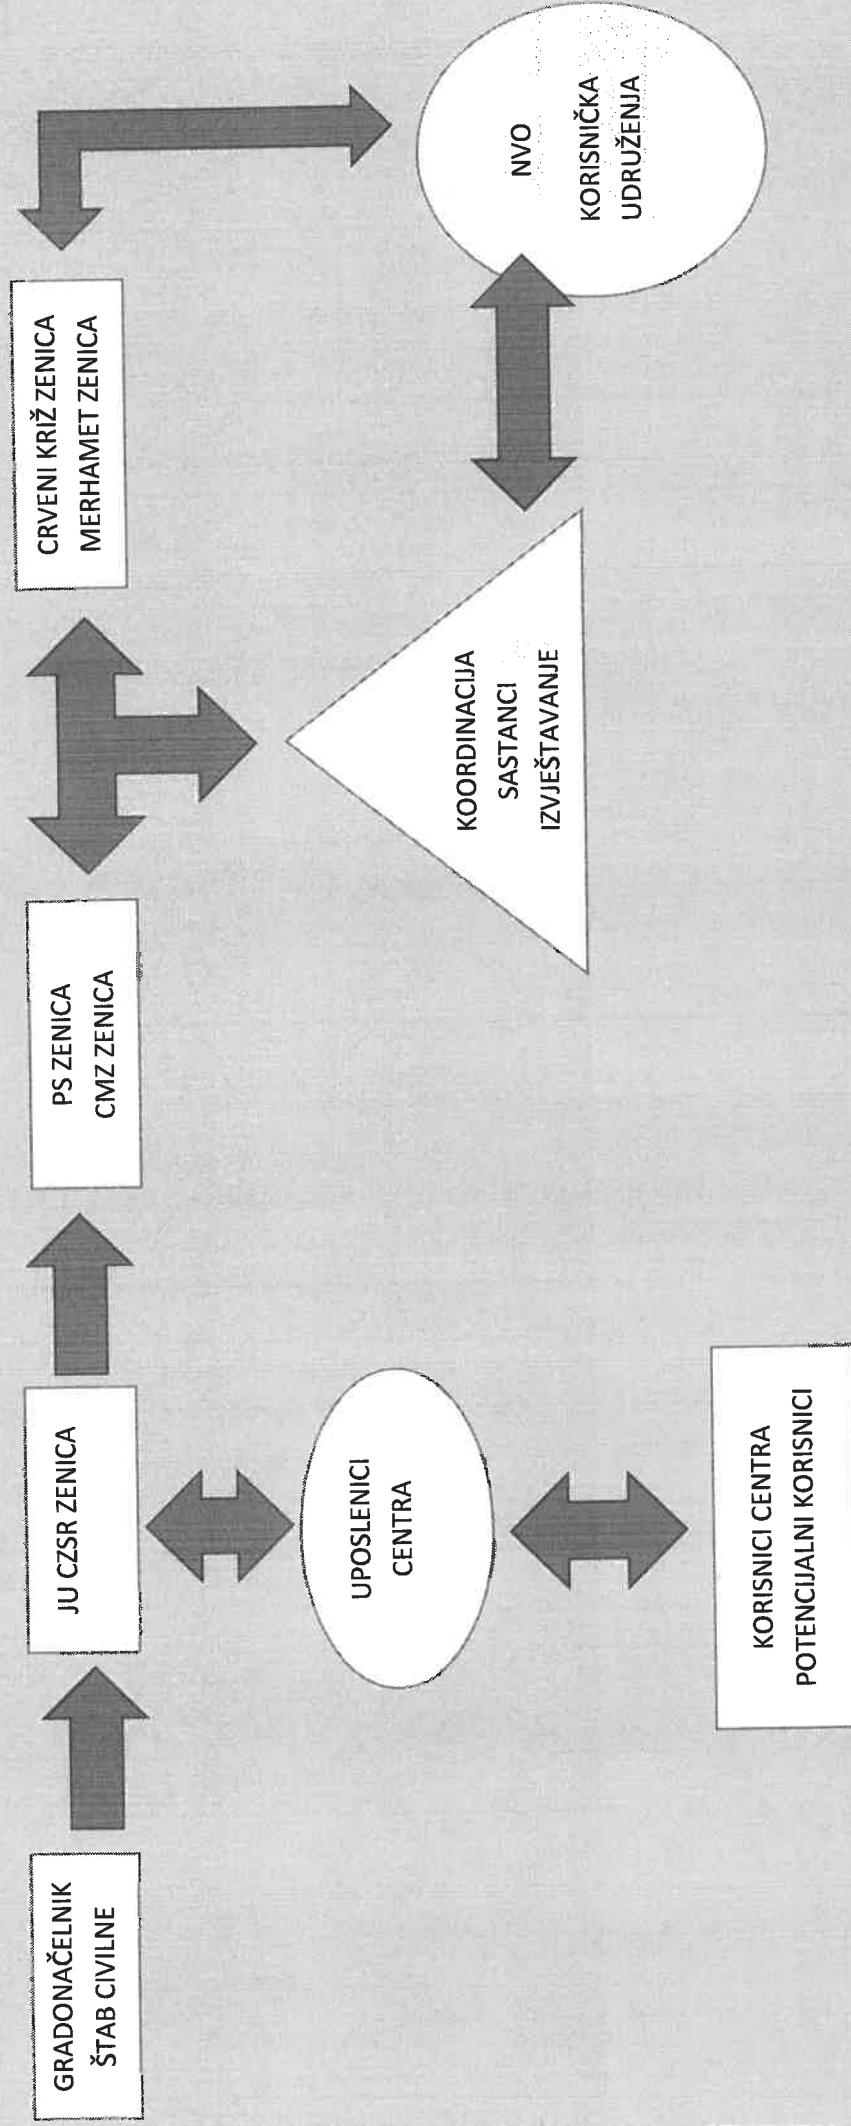 GRADONAČELNIK
ŠTAB CIVILNE
JU CZSR ZENICA
PS ZENICA
CMZ ZENICA
CRVENI KRIŽ ZENICA
MERHAMET ZENICA
UPOSLENICI
CENTRA
KOORDINACIJA
SASTANCI
IZVJEŠTAVANJE
NVO
KORISNIČKA
UDRUŽENJA
KORISNICI CENTRA
POTENCIJALNI KORISNICI